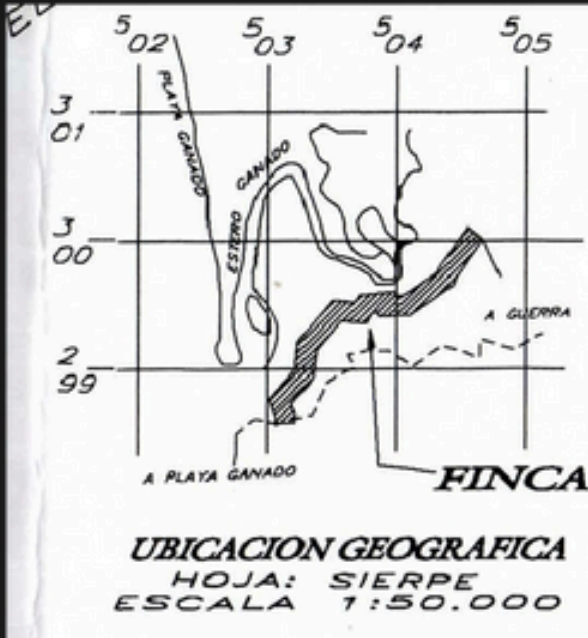 5 02
5 03
5 04
5 05
3 01
3 00
2 99
PLAYA GANADO
ESTERO GANADO
A GUERRA
A PLAYA GANADO
FINCA
UBICACION GEOGRAFICA
HOJA: SIERPE
ESCALA 1:50.000